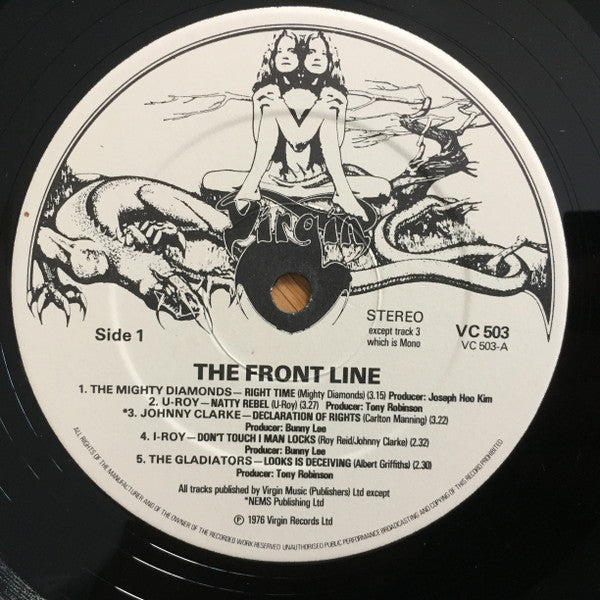 Virgin
STEREO
except track 3
which is Mono
VC 503
VC 503-A
Side 1
THE FRONT LINE
1. THE MIGHTY DIAMONDS — RIGHT TIME (Mighty Diamonds) (3.15) Producer: Joseph Hoo Kim
2. U-ROY — NATTY REBEL (U-Roy) (3.27) Producer: Tony Robinson
*3. JOHNNY CLARKE — DECLARATION OF RIGHTS (Carlton Manning) (3.22)
Producer: Bunny Lee
4. I-ROY — DON'T TOUCH I MAN LOCKS (Roy Reid/Johnny Clarke) (2.32)
Producer: Bunny Lee
5. THE GLADIATORS — LOOKS IS DECEIVING (Albert Griffiths) (2.30)
Producer: Tony Robinson
All tracks published by Virgin Music (Publishers) Ltd except
*NEMS Publishing Ltd
℗ 1976 Virgin Records Ltd
ALL RIGHTS OF THE MANUFACTURER AND OF THE OWNER OF THE RECORDED WORK RESERVED UNAUTHORISED PUBLIC PERFORMANCE BROADCASTING AND COPYING OF THIS RECORD PROHIBITED